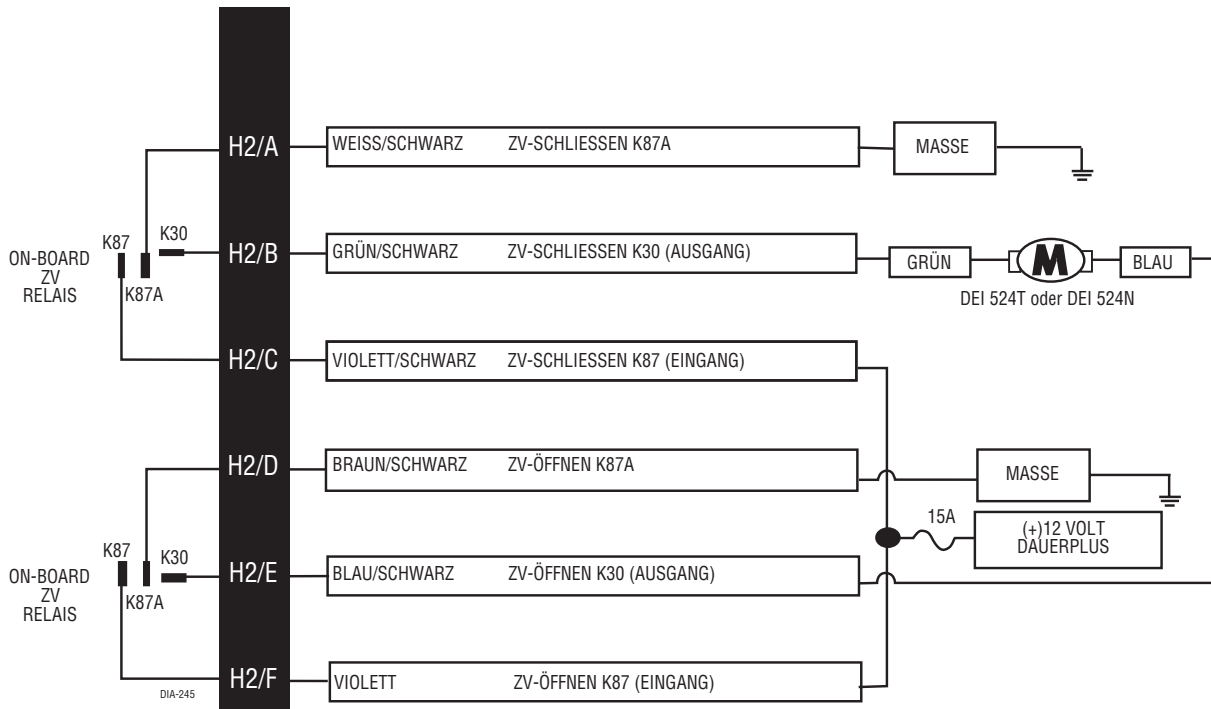 H2/A
WEISS/SCHWARZ ZV-SCHLIESSEN K87A
MASSE
K87
K30
ON-BOARD
ZV
RELAIS
K87A
H2/B
GRÜN/SCHWARZ ZV-SCHLIESSEN K30 (AUSGANG)
GRÜN
M
BLAU
DEI 524T oder DEI 524N
H2/C
VIOLETT/SCHWARZ ZV-SCHLIESSEN K87 (EINGANG)
H2/D
BRAUN/SCHWARZ ZV-ÖFFNEN K87A
MASSE
15A
(+)12 VOLT
DAUERPLUS
K87
K30
ON-BOARD
ZV
RELAIS
K87A
H2/E
BLAU/SCHWARZ ZV-ÖFFNEN K30 (AUSGANG)
H2/F
VIOLETT ZV-ÖFFNEN K87 (EINGANG)
DIA-245